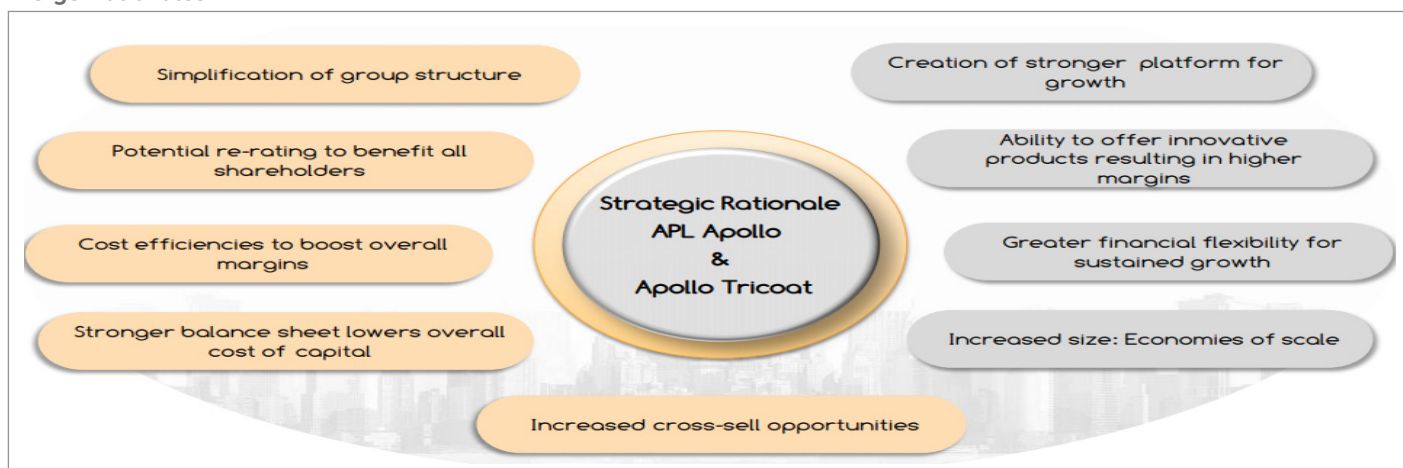 Simplification of group structure
Potential re-rating to benefit all
shareholders
Cost efficiencies to boost overall
margins
Stronger balance sheet lowers overall
cost of capital
Strategic Rationale
APL Apollo
&
Apollo Tricoat
Creation of stronger platform for
growth
Ability to offer innovative
products resulting in higher
margins
Greater financial flexibility for
sustained growth
Increased size: Economies of scale
Increased cross-sell opportunities